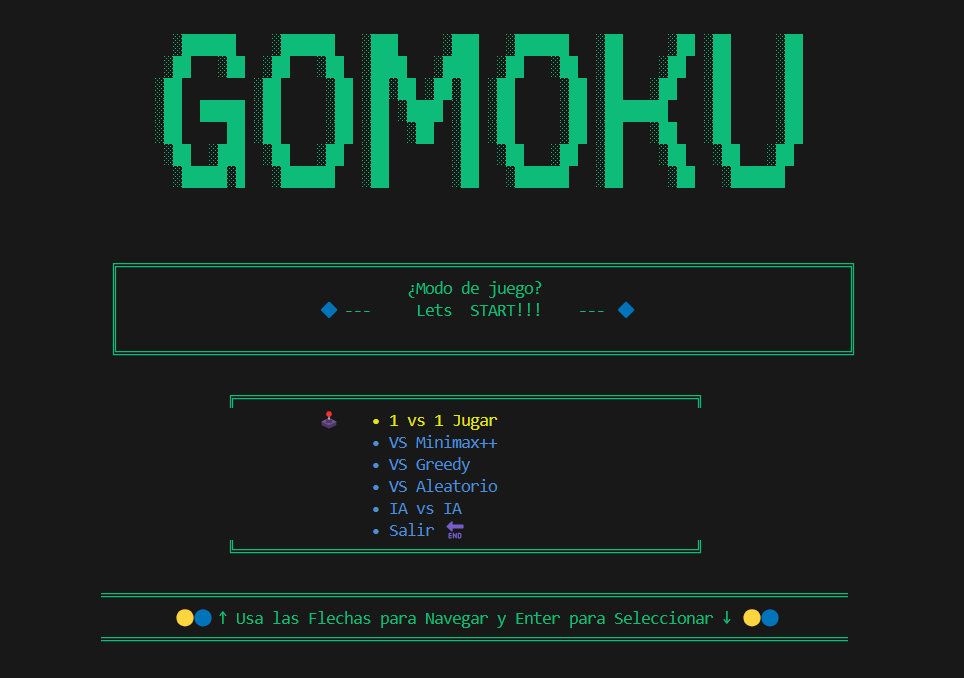 GOMOKU
¿Modo de juego?
--- Lets START!!! ---
• 1 vs 1 Jugar
• VS Minimax++
• VS Greedy
• VS Aleatorio
• IA vs IA
• Salir END
↑ Usa las Flechas para Navegar y Enter para Seleccionar ↓